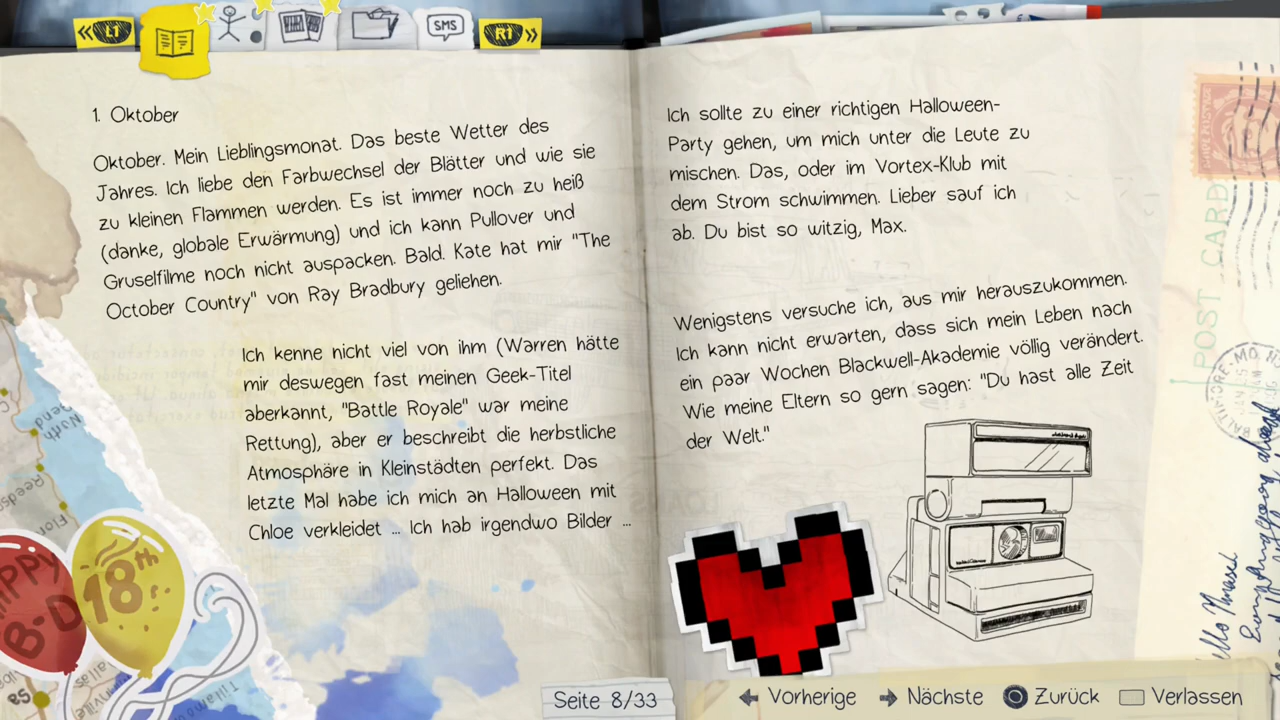 L1
SMS
R1
1. Oktober
Oktober. Mein Lieblingsmonat. Das beste Wetter des
Jahres. Ich liebe den Farbwechsel der Blätter und wie sie
zu kleinen Flammen werden. Es ist immer noch zu heiß
(danke, globale Erwärmung) und ich kann Pullover und
Gruselfilme noch nicht auspacken. Bald. Kate hat mir "The
October Country" von Ray Bradbury geliehen.
Ich kenne nicht viel von ihm (Warren hätte
mir deswegen fast meinen Geek-Titel
aberkannt, "Battle Royale" war meine
Rettung), aber er beschreibt die herbstliche
Atmosphäre in Kleinstädten perfekt. Das
letzte Mal habe ich mich an Halloween mit
Chloe verkleidet ... Ich hab irgendwo Bilder ...
Ich sollte zu einer richtigen Halloween-
Party gehen, um mich unter die Leute zu
mischen. Das, oder im Vortex-Klub mit
dem Strom schwimmen. Lieber sauf ich
ab. Du bist so witzig, Max.
Wenigstens versuche ich, aus mir herauszukommen.
Ich kann nicht erwarten, dass sich mein Leben nach
ein paar Wochen Blackwell-Akademie völlig verändert.
Wie meine Eltern so gern sagen: "Du hast alle Zeit
der Welt."
HAPPY
B-D
18th
North
Bend
POST CARD
Seite 8/33
Vorherige
Nächste
Zurück
Verlassen